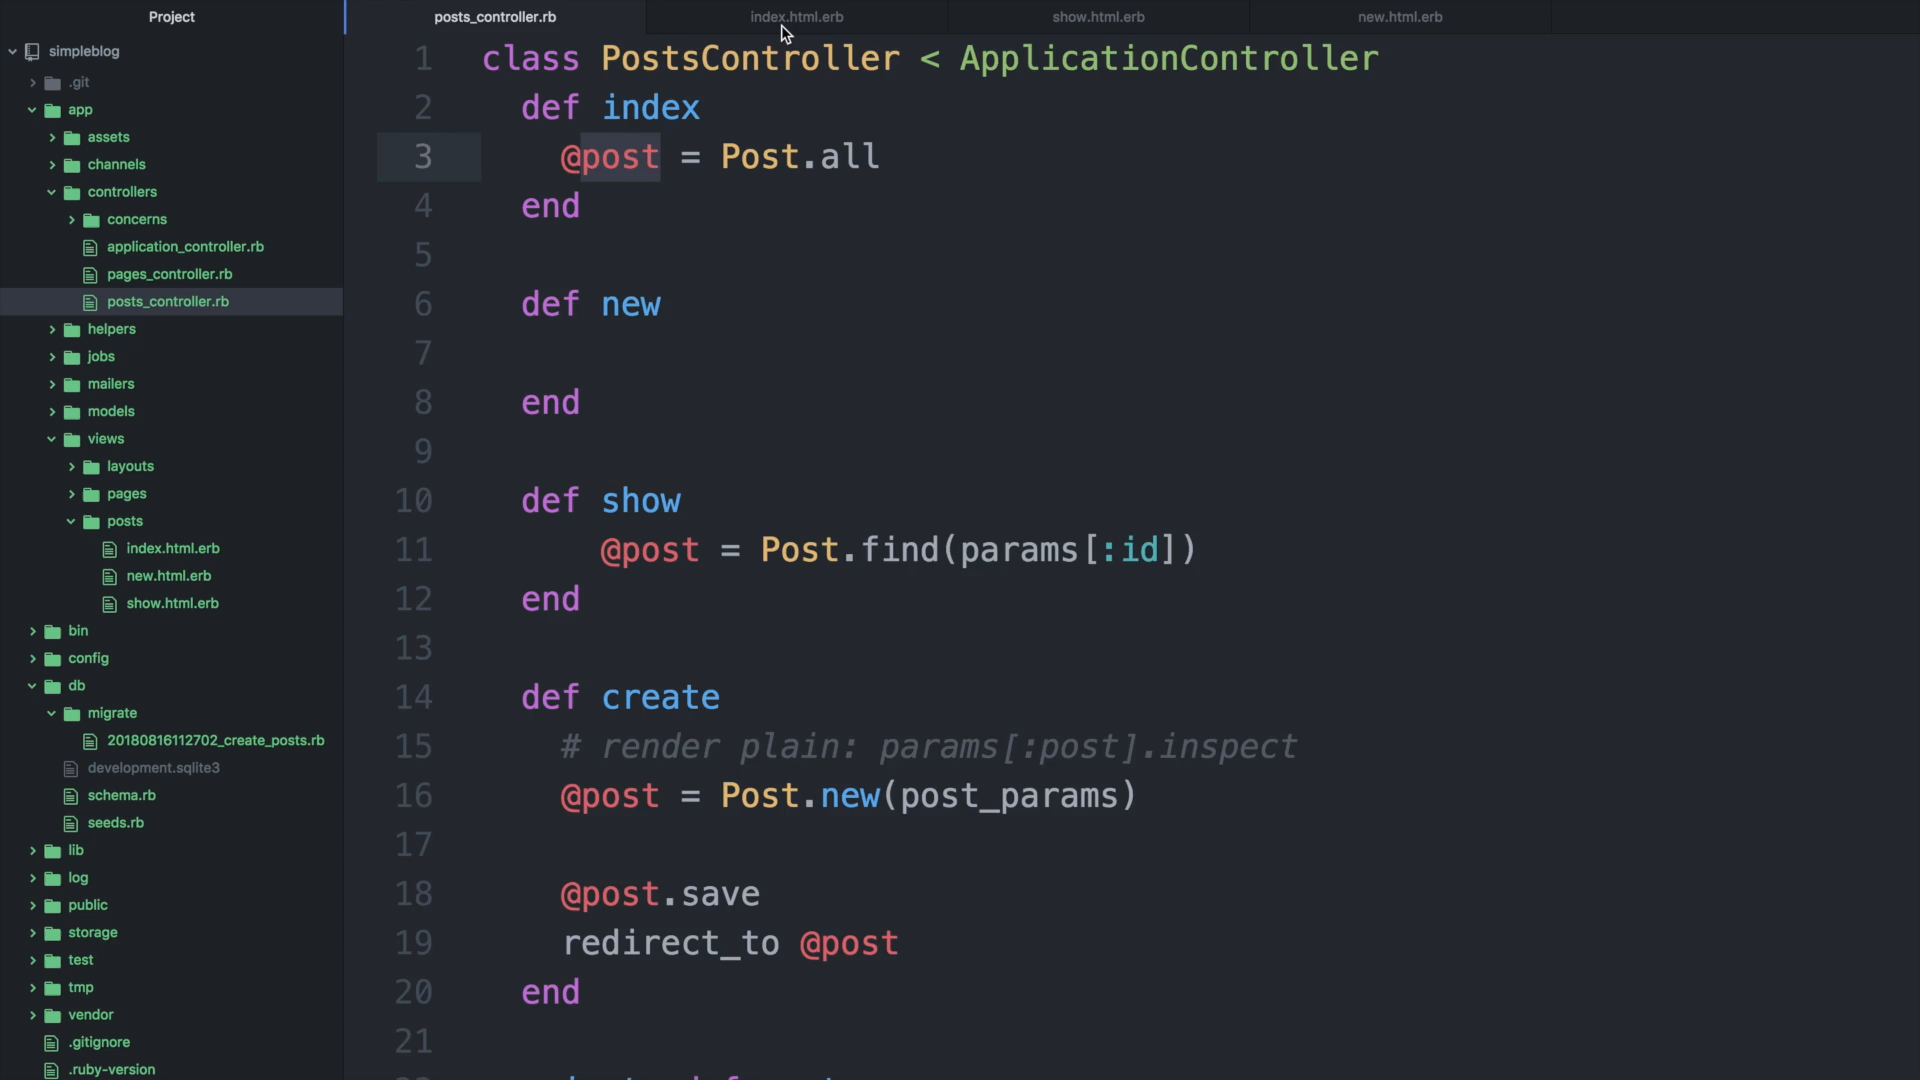 Project
simpleblog
.git
app
assets
channels
controllers
concerns
application_controller.rb
pages_controller.rb
posts_controller.rb
helpers
jobs
mailers
models
views
layouts
pages
posts
index.html.erb
new.html.erb
show.html.erb
bin
config
db
migrate
20180816112702_create_posts.rb
development.sqlite3
schema.rb
seeds.rb
lib
log
public
storage
test
tmp
vendor
.gitignore
.ruby-version
posts_controller.rb index.html.erb show.html.erb new.html.erb
1 class PostsController < ApplicationController
2 def index
3 @post = Post.all
4 end
5
6 def new
7
8 end
9
10 def show
11 @post = Post.find(params[:id])
12 end
13
14 def create
15 # render plain: params[:post].inspect
16 @post = Post.new(post_params)
17
18 @post.save
19 redirect_to @post
20 end
21